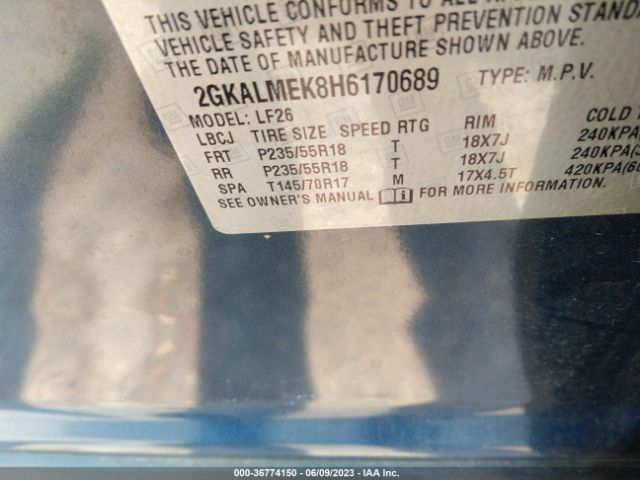 THIS VEHICLE CONFORMS TO ALL
VEHICLE SAFETY AND THEFT PREVENTION STAND
THE DATE OF MANUFACTURE SHOWN ABOVE.
2GKALMEK8H6170689 TYPE: M.P.V.
MODEL: LF26
LBCJ TIRE SIZE SPEED RTG RIM COLD
FRT P235/55R18 T 18X7J 240KPA(
RR P235/55R18 T 18X7J 240KPA(3
SPA T145/70R17 M 17X4.5T 420KPA(60
SEE OWNER'S MANUAL FOR MORE INFORMATION.
000-36774150 / 06/09/2023 - IAA Inc.